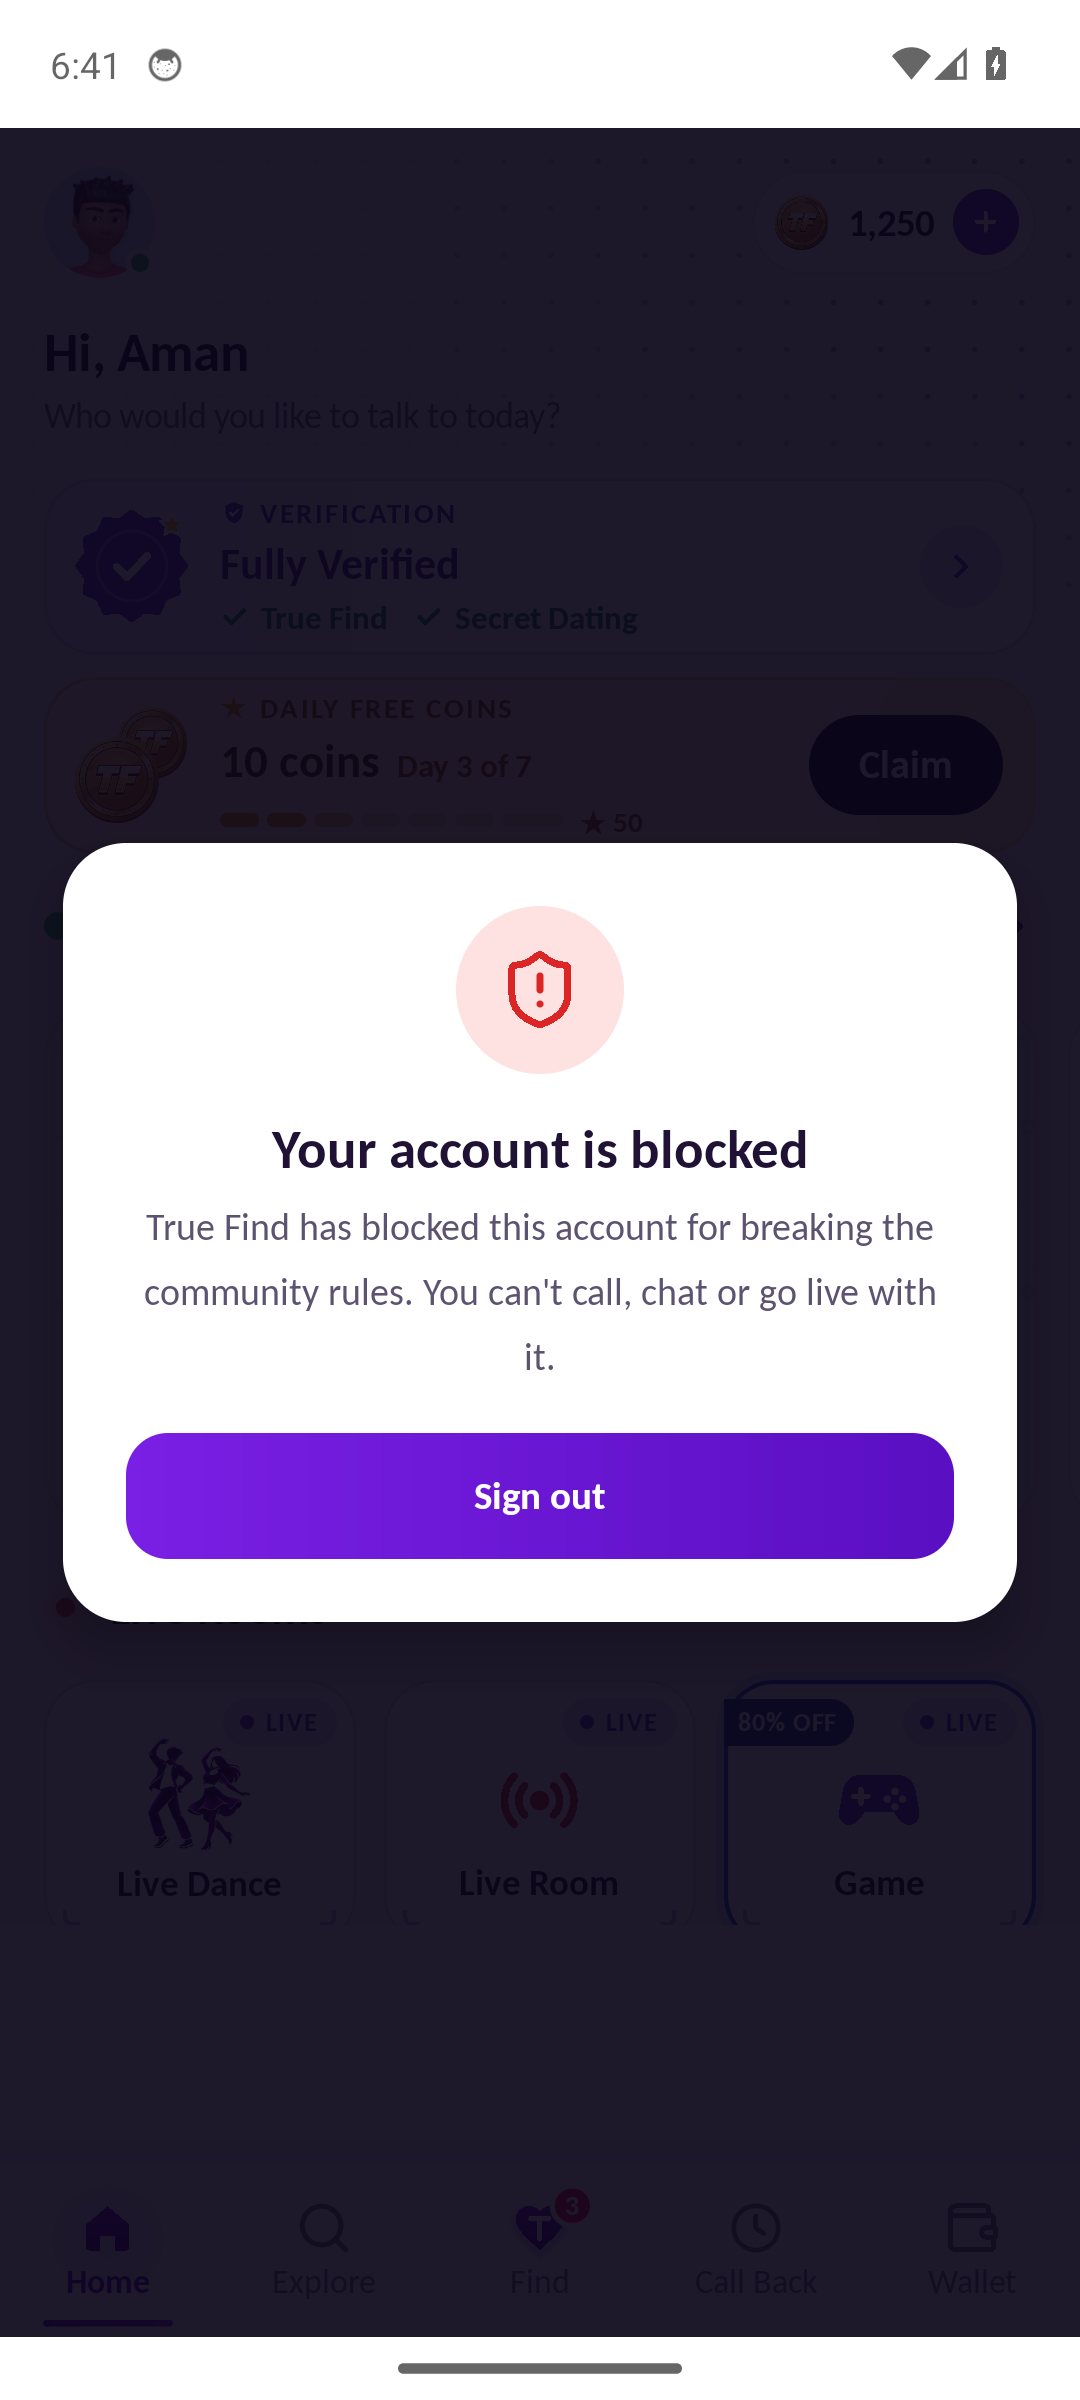 6:41
TF 1,250
Hi, Aman
Who would you like to talk to today?
VERIFICATION
Fully Verified
True Find Secret Dating
DAILY FREE COINS
10 coins Day 3 of 7
TF TF
Claim
★ 50
Your account is blocked
True Find has blocked this account for breaking the
community rules. You can't call, chat or go live with
it.
Sign out
LIVE
LIVE
80% OFF LIVE
Live Dance
Live Room
Game
T 3
Home
Explore
Find
Call Back
Wallet